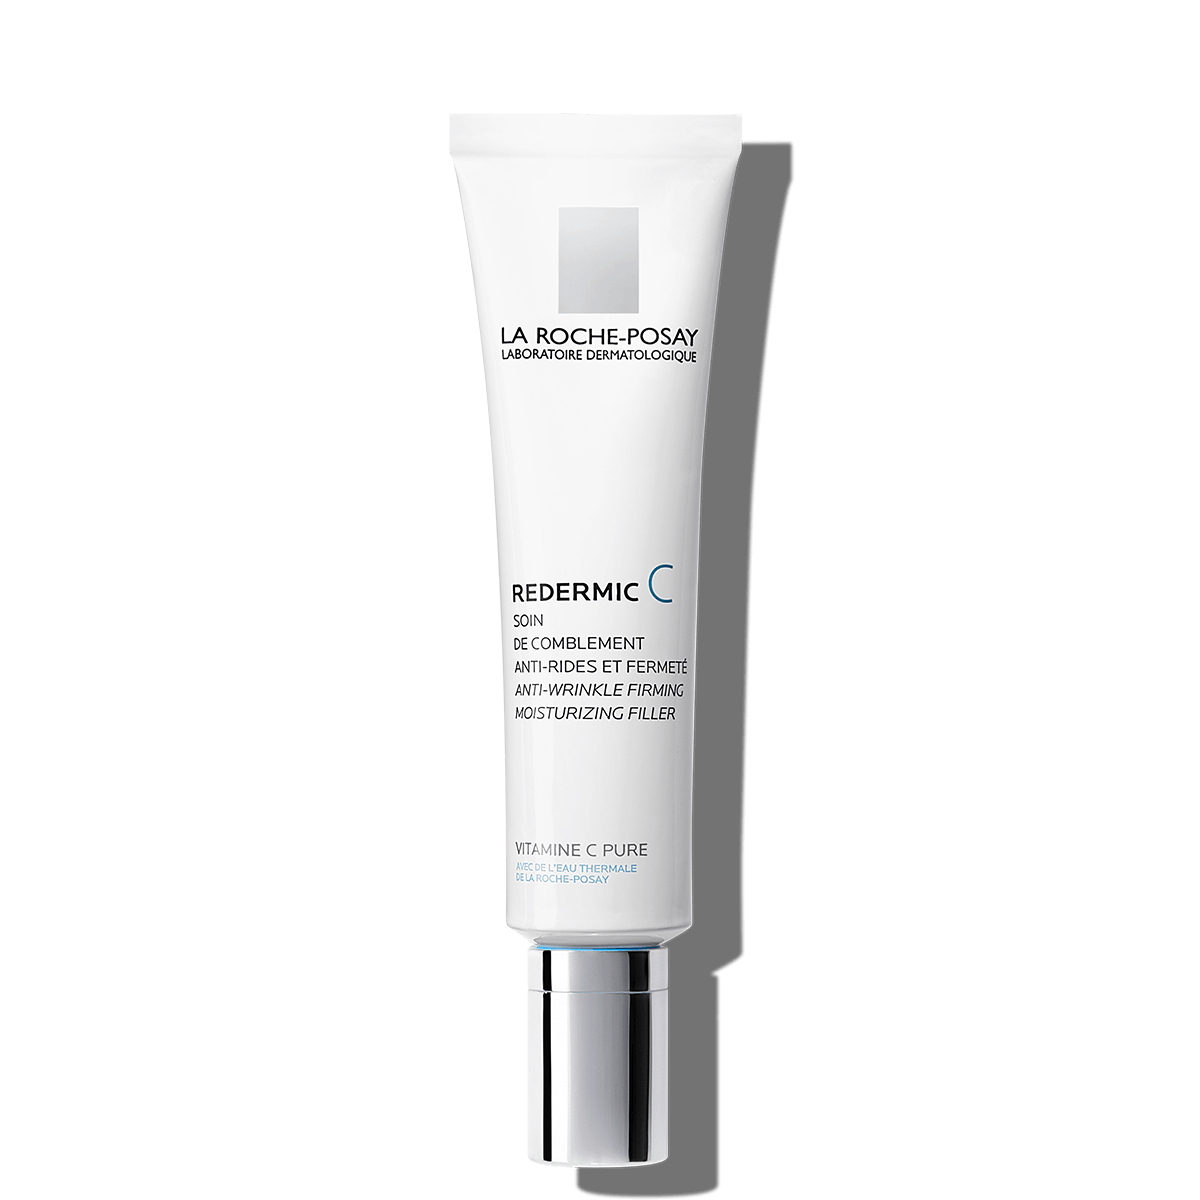 LA ROCHE-POSAY
LABORATOIRE DERMATOLOGIQUE
REDERMIC C
SOIN
DE COMBLEMENT
ANTI-RIDES ET FERMETÉ
ANTI-WRINKLE FIRMING
MOISTURIZING FILLER
VITAMINE C PURE
AVEC DE L'EAU THERMALE
DE LA ROCHE-POSAY